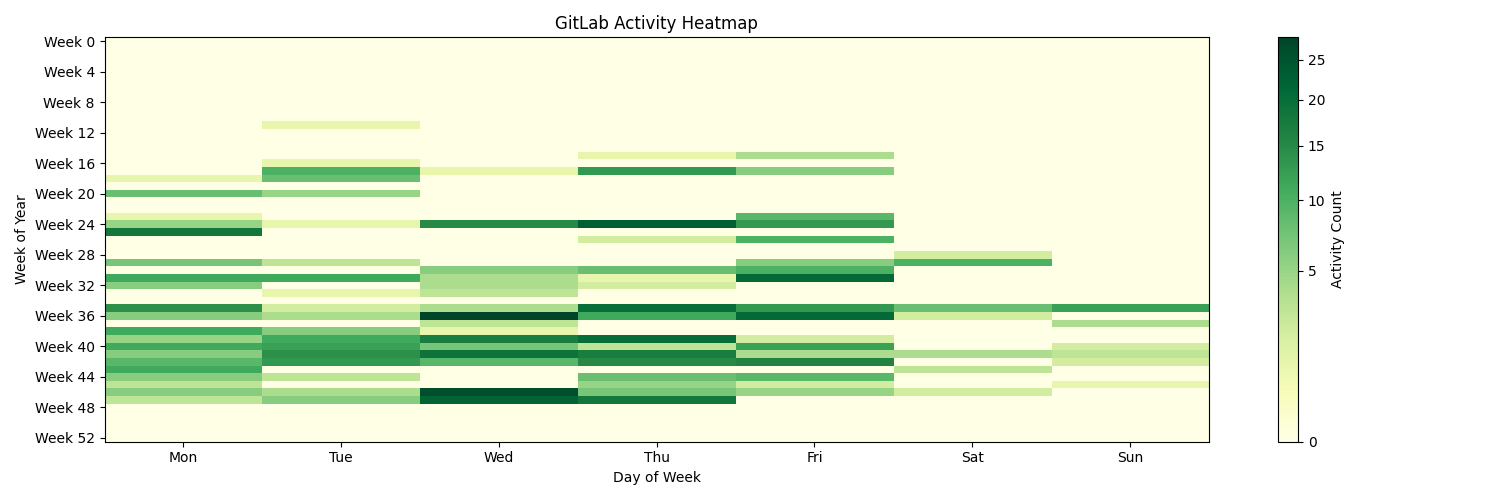 GitLab Activity Heatmap
Week of Year
Week 0
Week 4
Week 8
Week 12
Week 16
Week 20
Week 24
Week 28
Week 32
Week 36
Week 40
Week 44
Week 48
Week 52
Mon Tue Wed Thu Fri Sat Sun
Day of Week
25
20
15
10
5
0
Activity Count